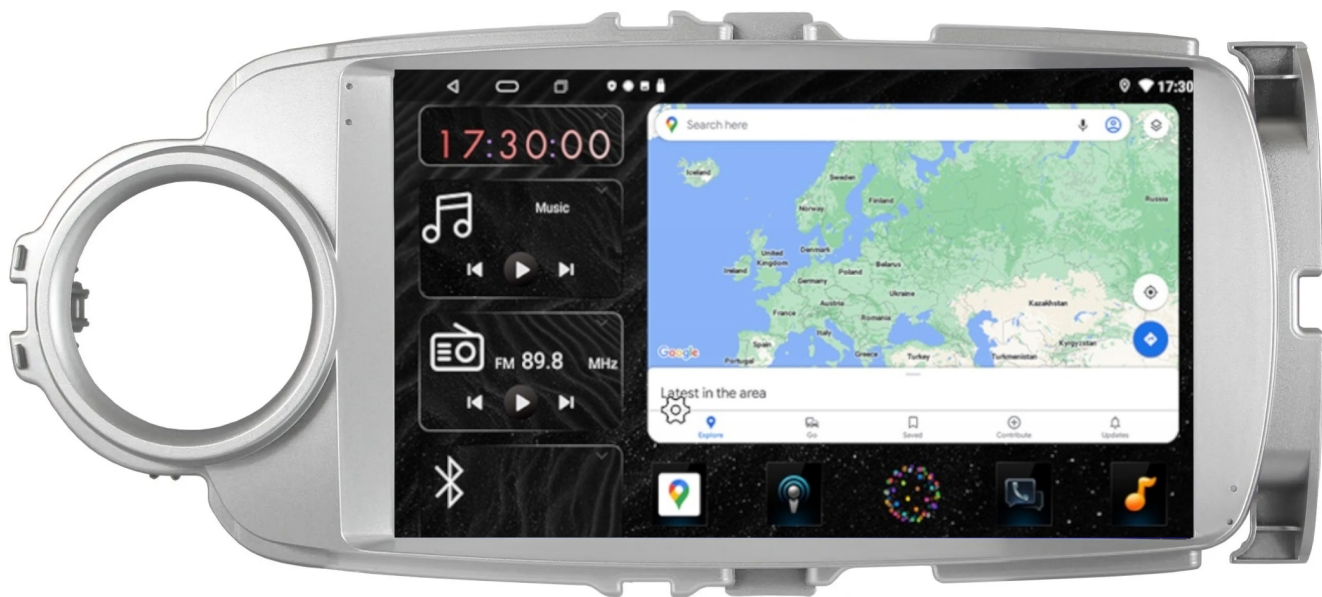 17:30
17:30:00
Music
FM 89.8 MHz
Search here
Iceland
Sweden
Finland
Norway
Russia
United Kingdom
Denmark
Ireland
Poland
Belarus
Germany
Ukraine
Austria
France
Romania
Kazakhstan
Italy
Spain
Portugal
Greece
Turkey
Turkmenistan
Kyrgyzstan
Google
Latest in the area
Explore
Go
Saved
Contribute
Updates